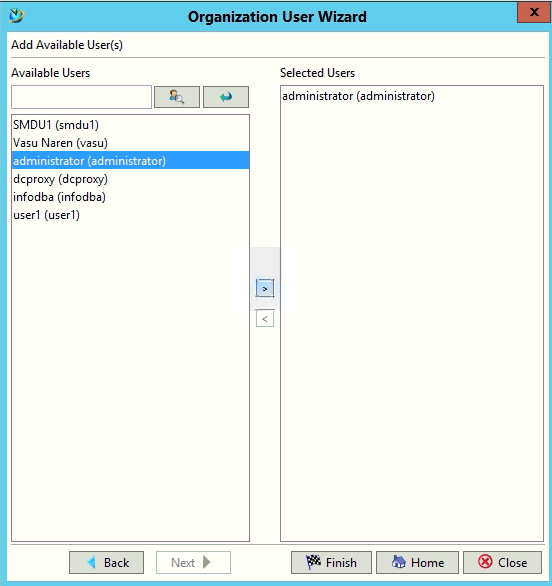 Organization User Wizard
x
Add Available User(s)
Available Users
Selected Users
SMDU1 (smdu1)
Vasu Naren (vasu)
administrator (administrator)
dcproxy (dcproxy)
infodba (infodba)
user1 (user1)
administrator (administrator)
>
<
Back
Next
Finish
Home
Close